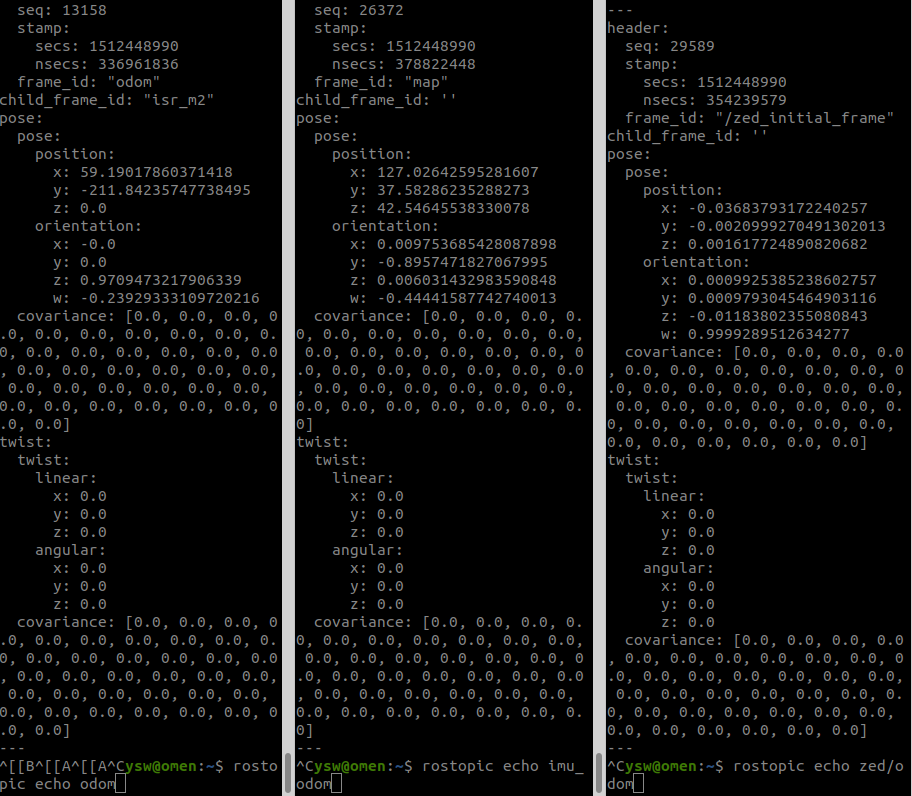 seq: 13158
stamp:
secs: 1512448990
nsecs: 336961836
frame_id: "odom"
child_frame_id: "isr_m2"
pose:
pose:
position:
x: 59.19017860371418
y: -211.84235747738495
z: 0.0
orientation:
x: -0.0
y: 0.0
z: 0.9709473217906339
w: -0.23929333109720216
covariance: [0.0, 0.0, 0.0, 0
.0, 0.0, 0.0, 0.0, 0.0, 0.0, 0.
0, 0.0, 0.0, 0.0, 0.0, 0.0, 0.0
, 0.0, 0.0, 0.0, 0.0, 0.0, 0.0,
0.0, 0.0, 0.0, 0.0, 0.0, 0.0,
0.0, 0.0, 0.0, 0.0, 0.0, 0.0, 0
.0, 0.0]
twist:
twist:
linear:
x: 0.0
y: 0.0
z: 0.0
angular:
x: 0.0
y: 0.0
z: 0.0
covariance: [0.0, 0.0, 0.0, 0
.0, 0.0, 0.0, 0.0, 0.0, 0.0, 0.
0, 0.0, 0.0, 0.0, 0.0, 0.0, 0.0
, 0.0, 0.0, 0.0, 0.0, 0.0, 0.0,
0.0, 0.0, 0.0, 0.0, 0.0, 0.0,
0.0, 0.0, 0.0, 0.0, 0.0, 0.0, 0
.0, 0.0]
---
^[[B^[[A^[[A^Cysw@omen:~$ rosto
pic echo odom
seq: 26372
stamp:
secs: 1512448990
nsecs: 378822448
frame_id: "map"
child_frame_id: ''
pose:
pose:
position:
x: 127.02642595281607
y: 37.58286235288273
z: 42.54645538330078
orientation:
x: 0.009753685428087898
y: -0.8957471827067995
z: 0.006031432983590848
w: -0.44441587742740013
covariance: [0.0, 0.0, 0.0, 0.
0, 0.0, 0.0, 0.0, 0.0, 0.0, 0.0,
0.0, 0.0, 0.0, 0.0, 0.0, 0.0, 0
.0, 0.0, 0.0, 0.0, 0.0, 0.0, 0.0
, 0.0, 0.0, 0.0, 0.0, 0.0, 0.0,
0.0, 0.0, 0.0, 0.0, 0.0, 0.0, 0.
0]
twist:
twist:
linear:
x: 0.0
y: 0.0
z: 0.0
angular:
x: 0.0
y: 0.0
z: 0.0
covariance: [0.0, 0.0, 0.0, 0.
0, 0.0, 0.0, 0.0, 0.0, 0.0, 0.0,
0.0, 0.0, 0.0, 0.0, 0.0, 0.0, 0
.0, 0.0, 0.0, 0.0, 0.0, 0.0, 0.0
, 0.0, 0.0, 0.0, 0.0, 0.0, 0.0,
0.0, 0.0, 0.0, 0.0, 0.0, 0.0, 0.
0]
---
^Cysw@omen:~$ rostopic echo imu_
odom
---
header:
seq: 29589
stamp:
secs: 1512448990
nsecs: 354239579
frame_id: "/zed_initial_frame"
child_frame_id: ''
pose:
pose:
position:
x: -0.03683793172240257
y: -0.0020999270491302013
z: 0.001617724890820682
orientation:
x: 0.0009925385238602757
y: 0.0009793045464903116
z: -0.01183802355080843
w: 0.9999289512634277
covariance: [0.0, 0.0, 0.0, 0.0
, 0.0, 0.0, 0.0, 0.0, 0.0, 0.0, 0
.0, 0.0, 0.0, 0.0, 0.0, 0.0, 0.0,
0.0, 0.0, 0.0, 0.0, 0.0, 0.0, 0.
0, 0.0, 0.0, 0.0, 0.0, 0.0, 0.0,
0.0, 0.0, 0.0, 0.0, 0.0, 0.0]
twist:
twist:
linear:
x: 0.0
y: 0.0
z: 0.0
angular:
x: 0.0
y: 0.0
z: 0.0
covariance: [0.0, 0.0, 0.0, 0.0
, 0.0, 0.0, 0.0, 0.0, 0.0, 0.0, 0
.0, 0.0, 0.0, 0.0, 0.0, 0.0, 0.0,
0.0, 0.0, 0.0, 0.0, 0.0, 0.0, 0.
0, 0.0, 0.0, 0.0, 0.0, 0.0, 0.0,
0.0, 0.0, 0.0, 0.0, 0.0, 0.0]
---
^Cysw@omen:~$ rostopic echo zed/o
dom